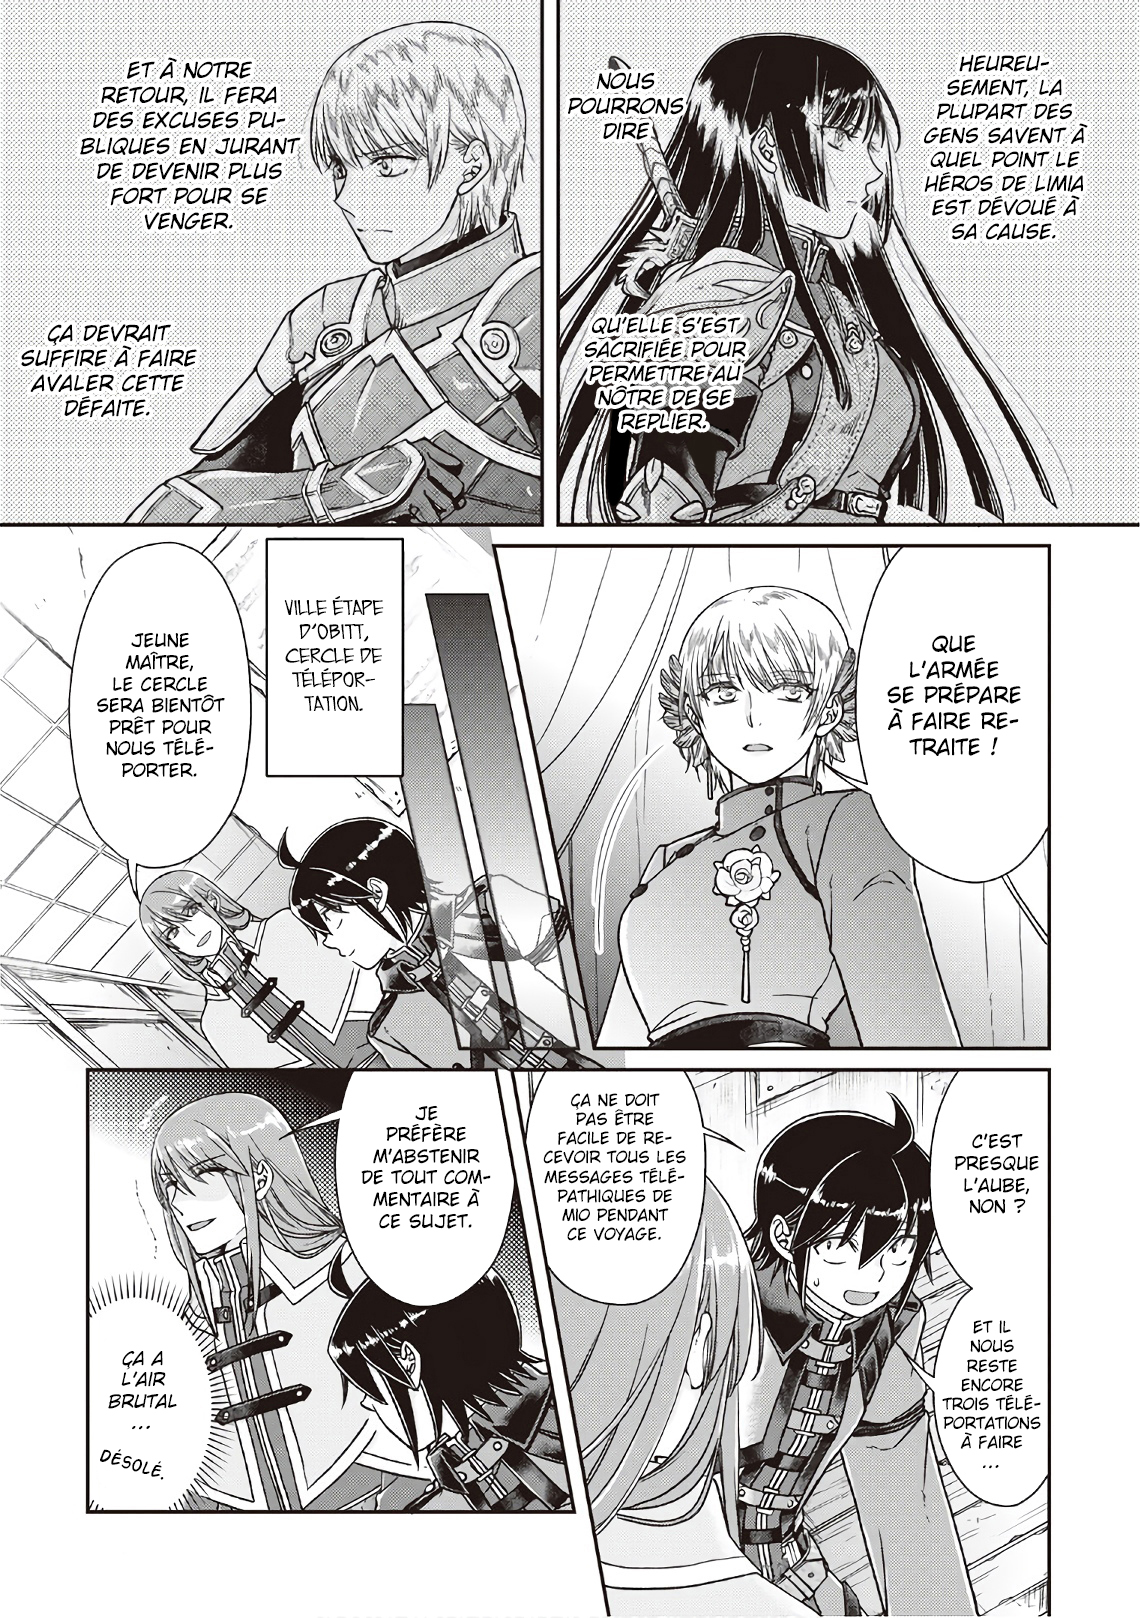 HEUREU-
SEMENT, LA
PLUPART DES
GENS SAVENT À
QUEL POINT LE
HÉROS DE LIMIA
EST DÉVOUÉ À
SA CAUSE.
NOUS
POURRONS
DIRE
QU'ELLE S'EST
SACRIFIÉE POUR
PERMETTRE AU
NÔTRE DE SE
REPLIER.
ET À NOTRE
RETOUR, IL FERA
DES EXCUSES PU-
BLIQUES EN JURANT
DE DEVENIR PLUS
FORT POUR SE
VENGER.
ÇA DEVRAIT
SUFFIRE À FAIRE
AVALER CETTE
DÉFAITE.
QUE
L'ARMÉE
SE PRÉPARE
À FAIRE RE-
TRAITE !
VILLE ÉTAPE
D'OBITT,
CERCLE DE
TÉLÉPOR-
TATION.
JEUNE
MAÎTRE,
LE CERCLE
SERA BIENTÔT
PRÊT POUR
NOUS TÉLÉ-
PORTER.
C'EST
PRESQUE
L'AUBE,
NON ?
ET IL
NOUS
RESTE
ENCORE
TROIS TÉLÉ-
PORTATIONS
À FAIRE
...
ÇA NE DOIT
PAS ÊTRE
FACILE DE RE-
CEVOIR TOUS LES
MESSAGES TÉLÉ-
PATHIQUES DE
MIO PENDANT
CE VOYAGE.
JE
PRÉFÈRE
M'ABSTENIR
DE TOUT COM-
MENTAIRE À
CE SUJET.
ÇA A
L'AIR
BRUTAL
...
DÉSOLÉ.